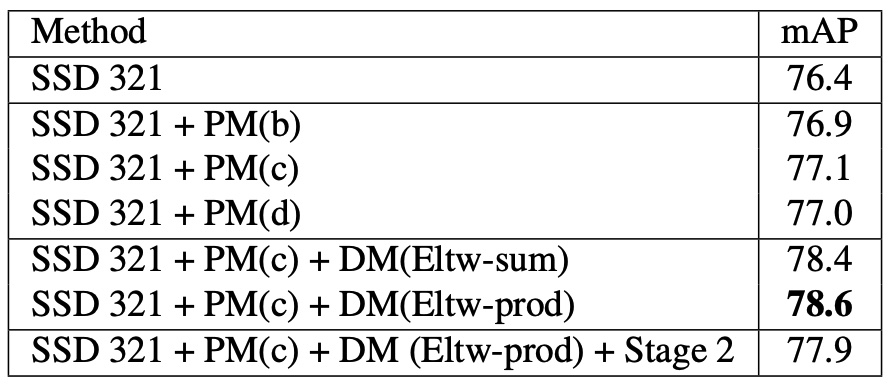 Method mAP
SSD 321 76.4
SSD 321 + PM(b) 76.9
SSD 321 + PM(c) 77.1
SSD 321 + PM(d) 77.0
SSD 321 + PM(c) + DM(Eltw-sum) 78.4
SSD 321 + PM(c) + DM(Eltw-prod) 78.6
SSD 321 + PM(c) + DM (Eltw-prod) + Stage 2 77.9